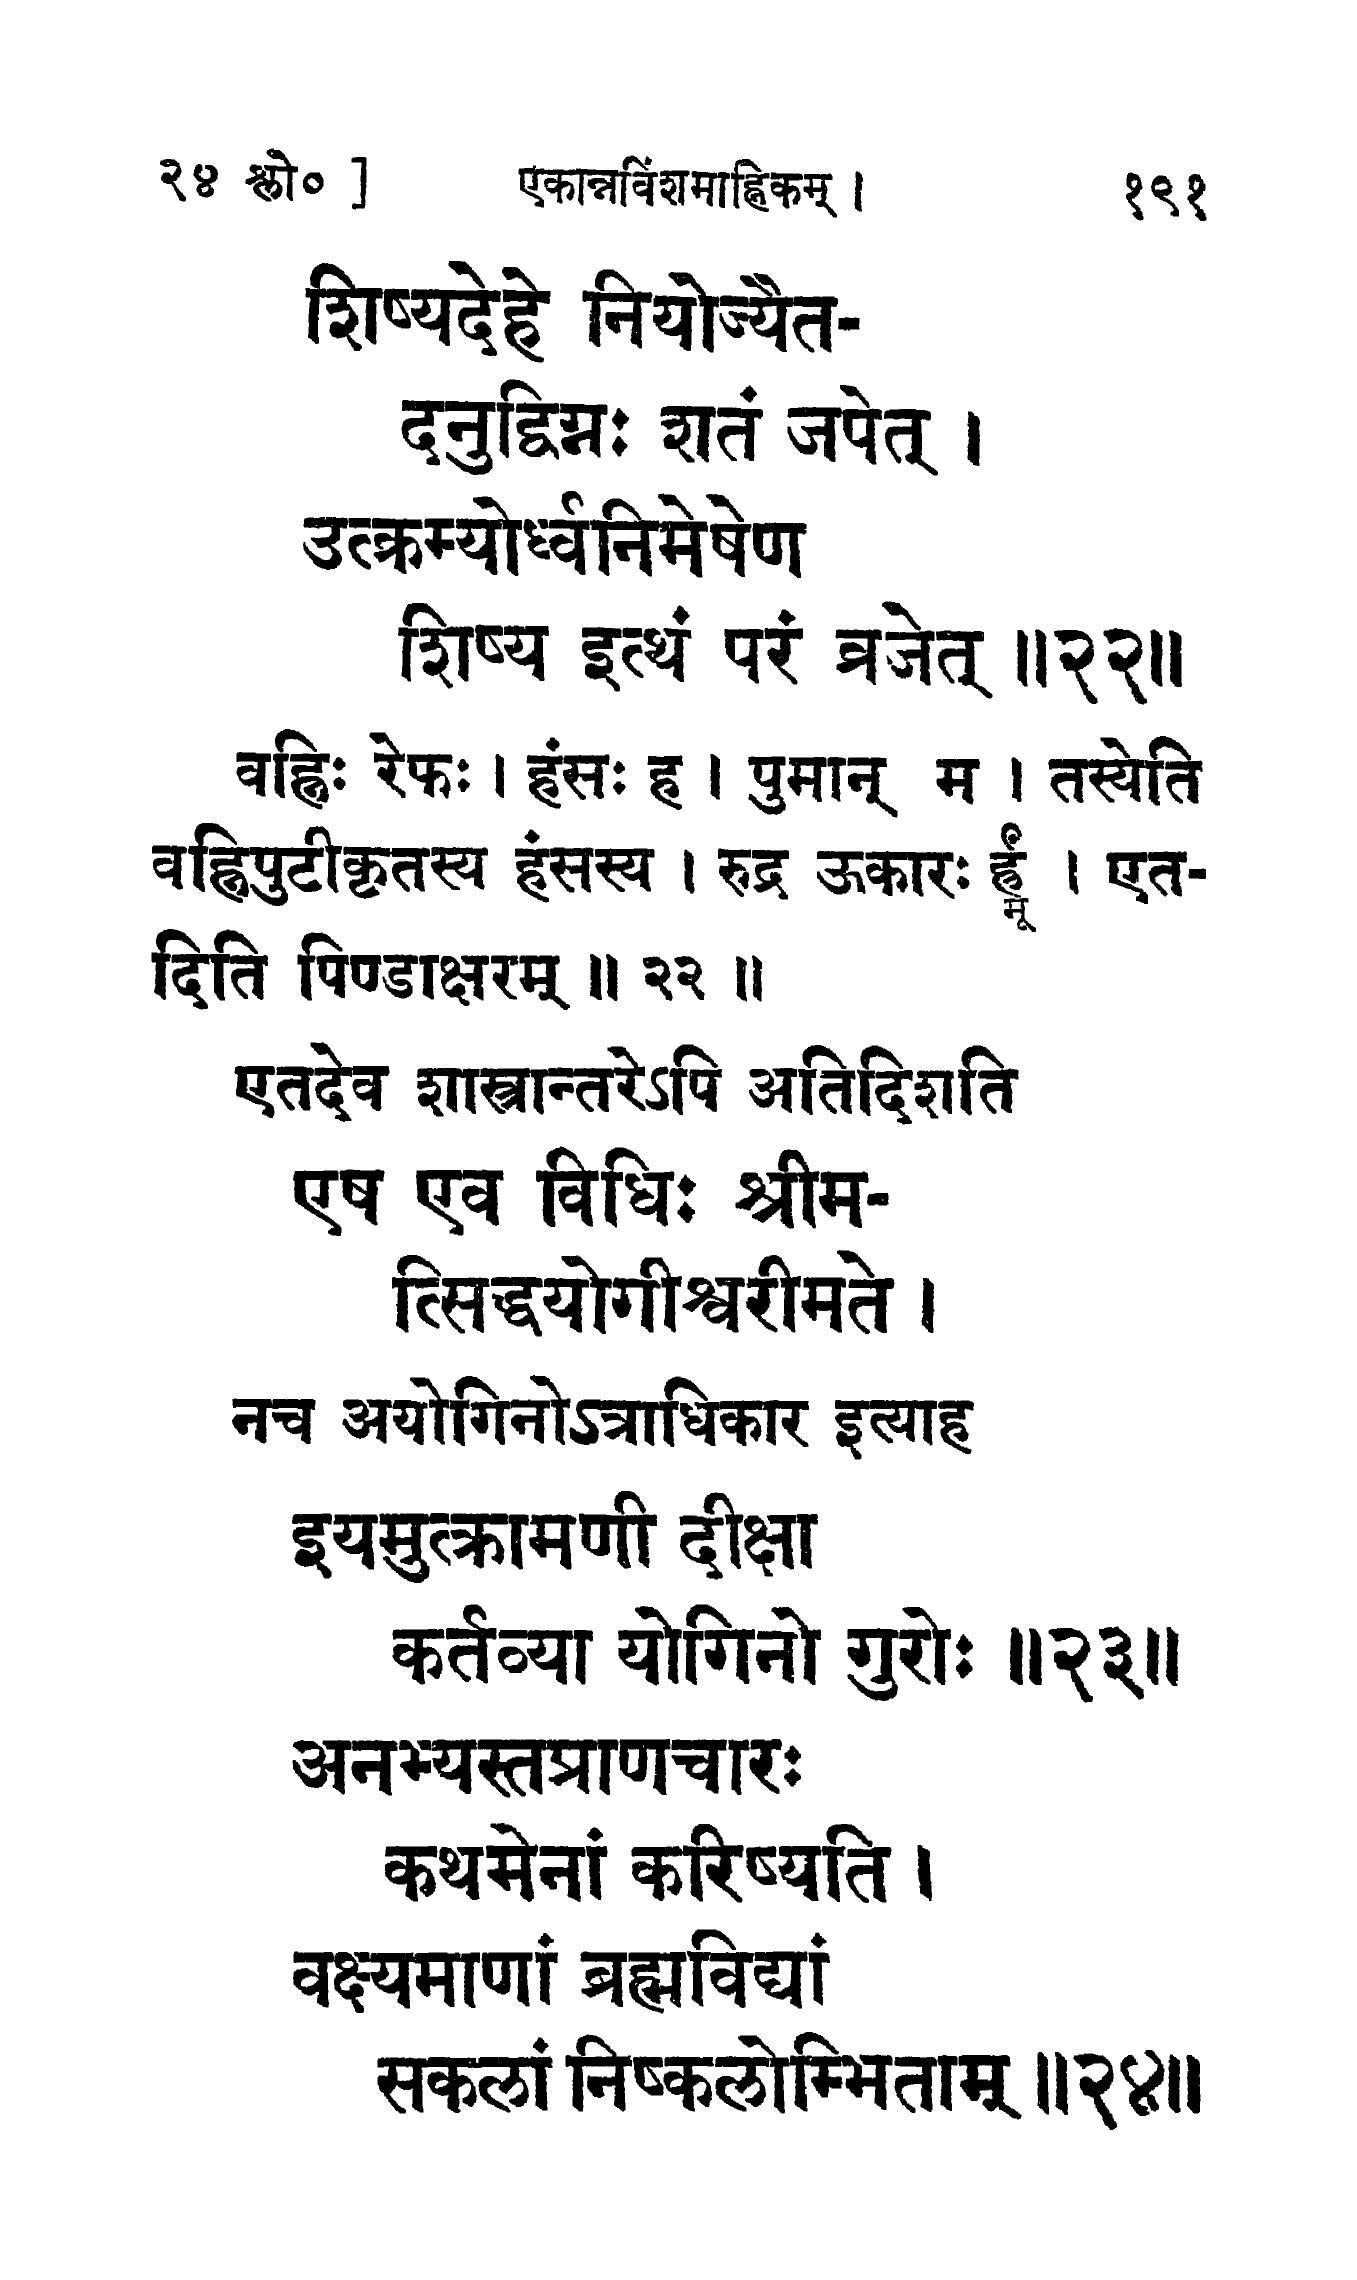 २४ श्लो० ] एकान्नविंशमाह्निकम् । १९१
शिष्यदेहे नियोज्यैत-
दनुद्विग्नः शतं जपेत् ।
उत्क्रम्योर्ध्वनिमेषेण
शिष्य इत्थं परं व्रजेत् ॥२२॥
वह्निः रेफः । हंसः ह । पुमान् म । तस्येति
वह्निपुटीकृतस्य हंसस्य । रुद्र ऊकारः । एत-
दिति पिण्डाक्षरम् ॥ २२ ॥
एतदेव शास्त्रान्तरेऽपि अतिदिशति
एष एव विधिः श्रीम-
त्सिद्धयोगीश्वरीमते ।
नच अयोगिनोऽत्राधिकार इत्याह
इयमुत्क्रामणी दीक्षा
कर्तव्या योगिनो गुरोः ॥२३॥
अनभ्यस्तप्राणचारः
कथमेनां करिष्यति ।
वक्ष्यमाणां ब्रह्मविद्यां
सकलां निष्कलोम्भिताम् ॥२४॥